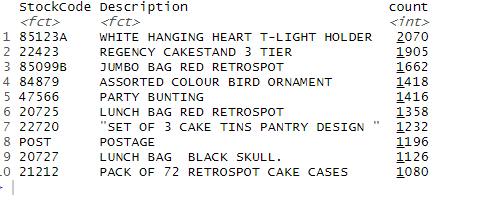 StockCode Description count
<fct> <fct> <int>
1 85123A WHITE HANGING HEART T-LIGHT HOLDER 2070
2 22423 REGENCY CAKESTAND 3 TIER 1905
3 85099B JUMBO BAG RED RETROSPOT 1662
4 84879 ASSORTED COLOUR BIRD ORNAMENT 1418
5 47566 PARTY BUNTING 1416
6 20725 LUNCH BAG RED RETROSPOT 1358
7 22720 "SET OF 3 CAKE TINS PANTRY DESIGN " 1232
8 POST POSTAGE 1196
9 20727 LUNCH BAG  BLACK SKULL. 1126
0 21212 PACK OF 72 RETROSPOT CAKE CASES 1080
>